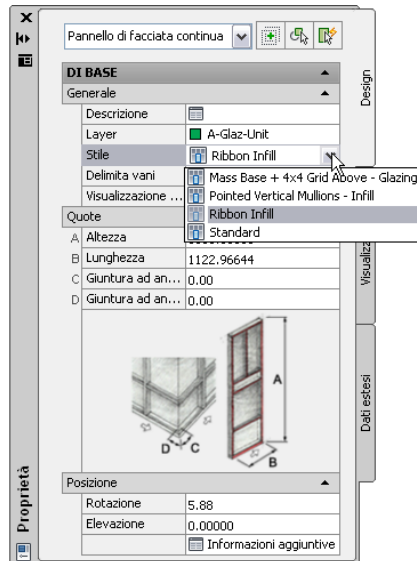 Pannello di facciata continua
DI BASE
Generale
Descrizione
Layer A-Glaz-Unit
Stile Ribbon Infill
Delimita vani Mass Base + 4x4 Grid Above - Glazing
Visualizzazione ... Pointed Vertical Mullions - Infill
Quote Ribbon Infill
A Altezza Standard
B Lunghezza 1122.96644
C Giuntura ad an... 0.00
D Giuntura ad an... 0.00
A
D C
B
Posizione
Rotazione 5.88
Elevazione 0.00000
Informazioni aggiuntive
Design
Dati estesi
Proprietà